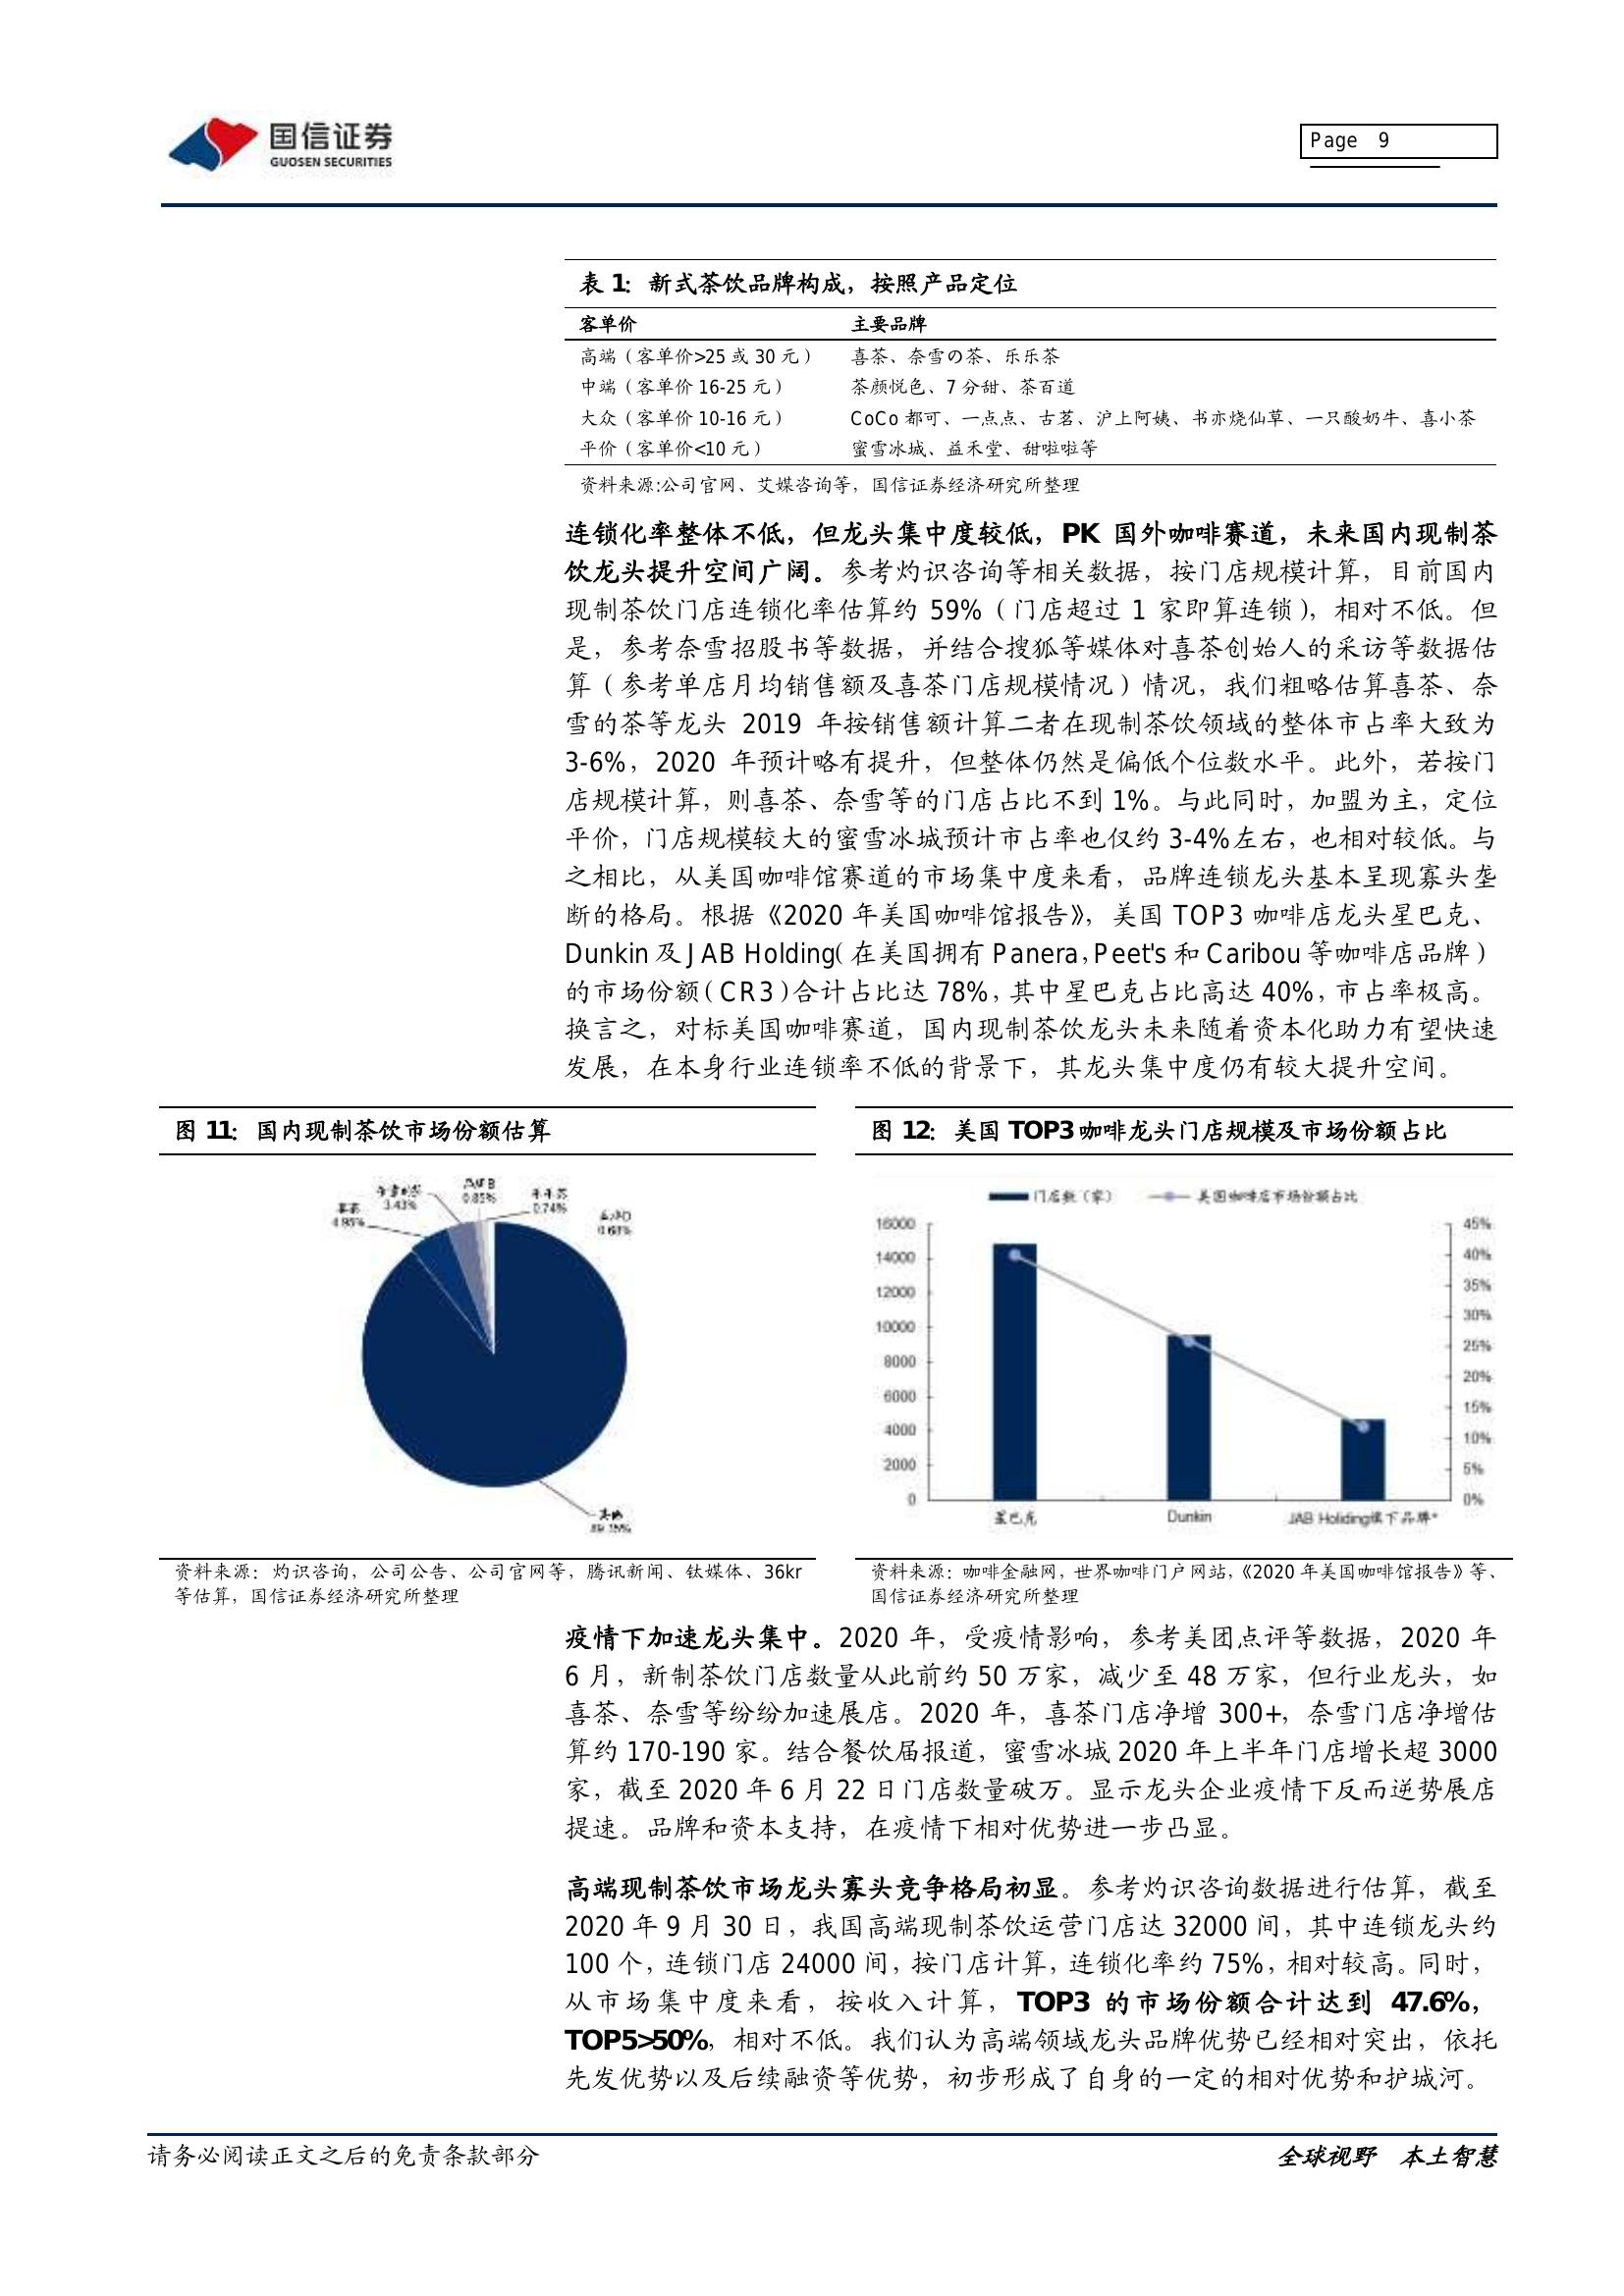 国信证券
GUOSEN SECURITIES
Page 9
表 1：新式茶饮品牌构成，按照产品定位
客单价 主要品牌
高端（客单价>25 或 30 元） 喜茶、奈雪の茶、乐乐茶
中端（客单价 16-25 元） 茶颜悦色、7 分甜、茶百道
大众（客单价 10-16 元） CoCo 都可、一点点、古茗、沪上阿姨、书亦烧仙草、一只酸奶牛、喜小茶
平价（客单价<10 元） 蜜雪冰城、益禾堂、甜啦啦等
资料来源:公司官网、艾媒咨询等，国信证券经济研究所整理
连锁化率整体不低，但龙头集中度较低，PK 国外咖啡赛道，未来国内现制茶
饮龙头提升空间广阔。参考灼识咨询等相关数据，按门店规模计算，目前国内
现制茶饮门店连锁化率估算约 59%（门店超过 1 家即算连锁），相对不低。但
是，参考奈雪招股书等数据，并结合搜狐等媒体对喜茶创始人的采访等数据估
算（参考单店月均销售额及喜茶门店规模情况）情况，我们粗略估算喜茶、奈
雪的茶等龙头 2019 年按销售额计算二者在现制茶饮领域的整体市占率大致为
3-6%，2020 年预计略有提升，但整体仍然是偏低个位数水平。此外，若按门
店规模计算，则喜茶、奈雪等的门店占比不到 1%。与此同时，加盟为主，定位
平价，门店规模较大的蜜雪冰城预计市占率也仅约 3-4%左右，也相对较低。与
之相比，从美国咖啡馆赛道的市场集中度来看，品牌连锁龙头基本呈现寡头垄
断的格局。根据《2020 年美国咖啡馆报告》，美国 TOP3 咖啡店龙头星巴克、
Dunkin 及 JAB Holding（在美国拥有 Panera，Peet's 和 Caribou 等咖啡店品牌）
的市场份额（CR3）合计占比达 78%，其中星巴克占比高达 40%，市占率极高。
换言之，对标美国咖啡赛道，国内现制茶饮龙头未来随着资本化助力有望快速
发展，在本身行业连锁率不低的背景下，其龙头集中度仍有较大提升空间。
图 11：国内现制茶饮市场份额估算
喜茶
4.95%
3.43%
0.85%
0.74%
0.68%
其他
图 12：美国 TOP3 咖啡龙头门店规模及市场份额占比
门店数（家） 美国咖啡店市场份额占比
16000 45%
14000 40%
12000 35%
10000 30%
8000 25%
6000 20%
4000 15%
2000 10%
0 5%
0%
星巴克 Dunkin JAB Holiding旗下品牌*
资料来源：灼识咨询，公司公告、公司官网等，腾讯新闻、钛媒体、36kr
等估算，国信证券经济研究所整理
资料来源：咖啡金融网，世界咖啡门户网站，《2020 年美国咖啡馆报告》等、
国信证券经济研究所整理
疫情下加速龙头集中。2020 年，受疫情影响，参考美团点评等数据，2020 年
6 月，新制茶饮门店数量从此前约 50 万家，减少至 48 万家，但行业龙头，如
喜茶、奈雪等纷纷加速展店。2020 年，喜茶门店净增 300+，奈雪门店净增估
算约 170-190 家。结合餐饮届报道，蜜雪冰城 2020 年上半年门店增长超 3000
家，截至 2020 年 6 月 22 日门店数量破万。显示龙头企业疫情下反而逆势展店
提速。品牌和资本支持，在疫情下相对优势进一步凸显。
高端现制茶饮市场龙头寡头竞争格局初显。参考灼识咨询数据进行估算，截至
2020 年 9 月 30 日，我国高端现制茶饮运营门店达 32000 间，其中连锁龙头约
100 个，连锁门店 24000 间，按门店计算，连锁化率约 75%，相对较高。同时，
从市场集中度来看，按收入计算，TOP3 的市场份额合计达到 47.6%，
TOP5>50%，相对不低。我们认为高端领域龙头品牌优势已经相对突出，依托
先发优势以及后续融资等优势，初步形成了自身的一定的相对优势和护城河。
请务必阅读正文之后的免责条款部分
全球视野 本土智慧